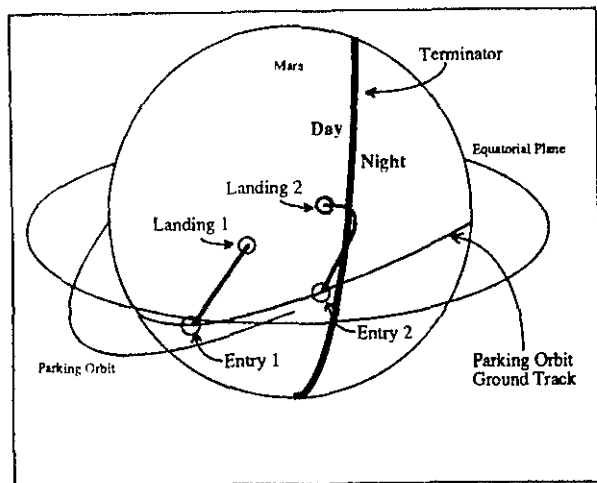 Mars
Terminator
Day
Equatorial Plane
Night
Landing 2
Landing 1
Entry 2
Entry 1
Parking Orbit
Parking Orbit
Ground Track